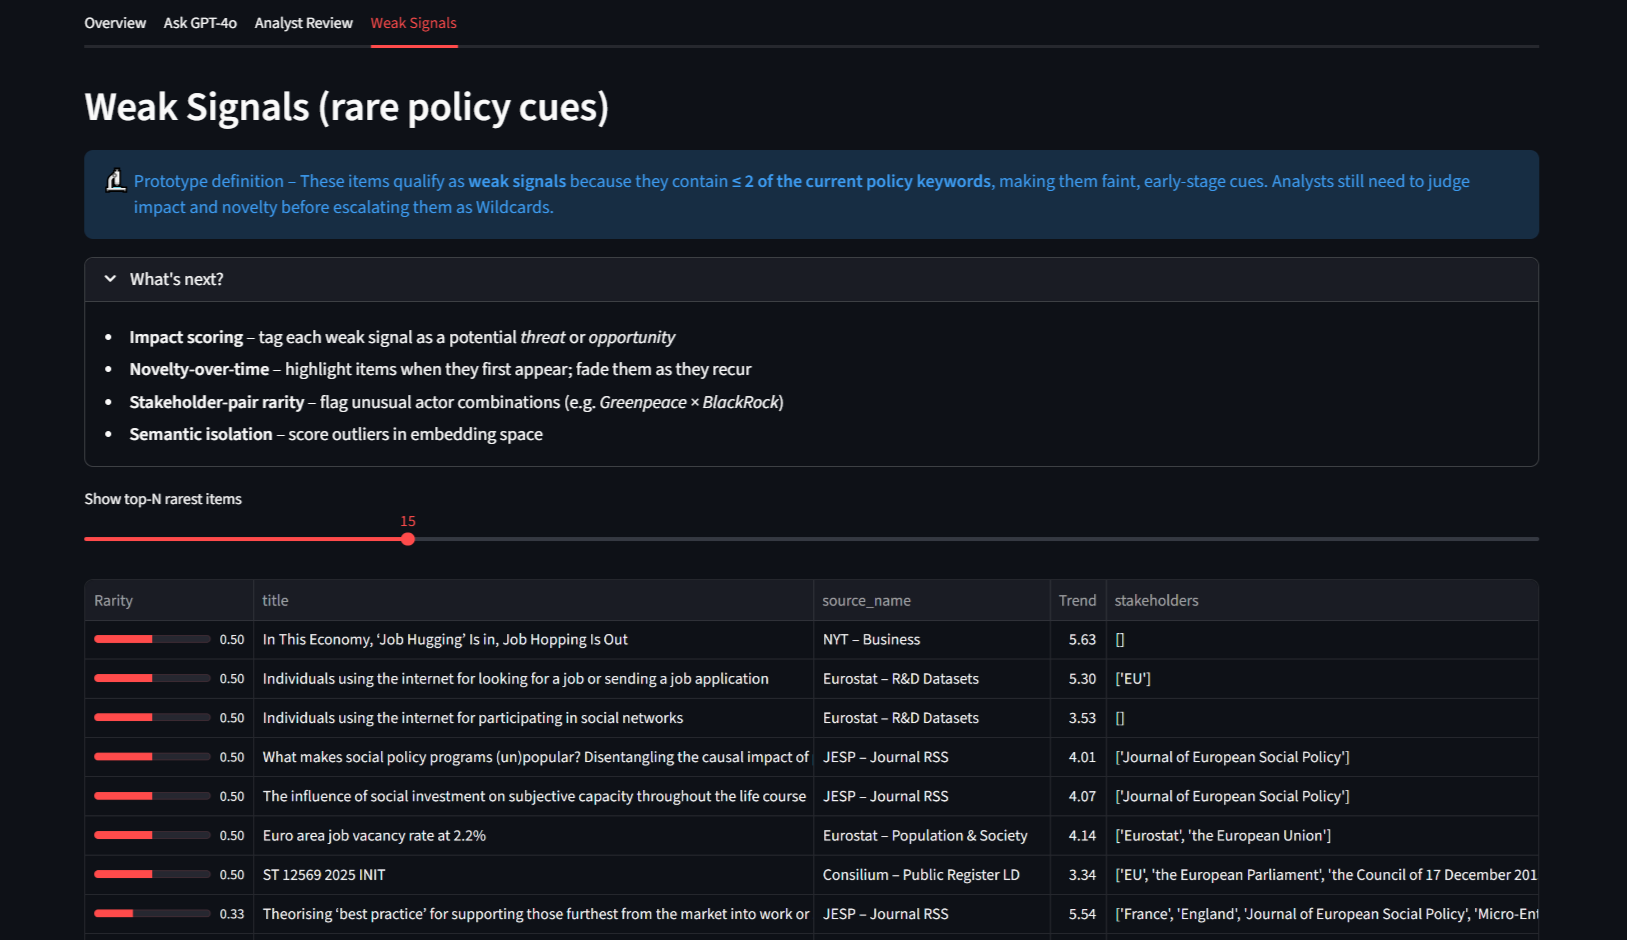 Overview Ask GPT-4o Analyst Review Weak Signals
Weak Signals (rare policy cues)
Prototype definition – These items qualify as weak signals because they contain ≤ 2 of the current policy keywords, making them faint, early-stage cues. Analysts still need to judge
impact and novelty before escalating them as Wildcards.
What's next?
• Impact scoring – tag each weak signal as a potential threat or opportunity
• Novelty-over-time – highlight items when they first appear; fade them as they recur
• Stakeholder-pair rarity – flag unusual actor combinations (e.g. Greenpeace × BlackRock)
• Semantic isolation – score outliers in embedding space
Show top-N rarest items
15
Rarity title source_name Trend stakeholders
0.50 In This Economy, ‘Job Hugging’ Is in, Job Hopping Is Out NYT – Business 5.63 []
0.50 Individuals using the internet for looking for a job or sending a job application Eurostat – R&D Datasets 5.30 ['EU']
0.50 Individuals using the internet for participating in social networks Eurostat – R&D Datasets 3.53 []
0.50 What makes social policy programs (un)popular? Disentangling the causal impact of JESP – Journal RSS 4.01 ['Journal of European Social Policy']
0.50 The influence of social investment on subjective capacity throughout the life course JESP – Journal RSS 4.07 ['Journal of European Social Policy']
0.50 Euro area job vacancy rate at 2.2% Eurostat – Population & Society 4.14 ['Eurostat', 'the European Union']
0.50 ST 12569 2025 INIT Consilium – Public Register LD 3.34 ['EU', 'the European Parliament', 'the Council of 17 December 201
0.33 Theorising ‘best practice’ for supporting those furthest from the market into work or JESP – Journal RSS 5.54 ['France', 'England', 'Journal of European Social Policy', 'Micro-Ent